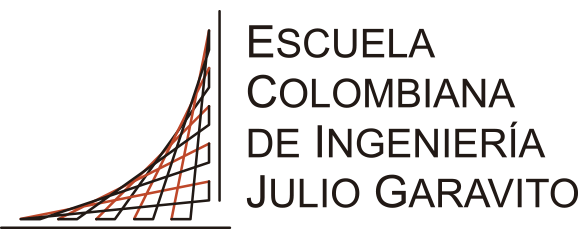 ESCUELA
COLOMBIANA
DE INGENIERÍA
JULIO GARAVITO